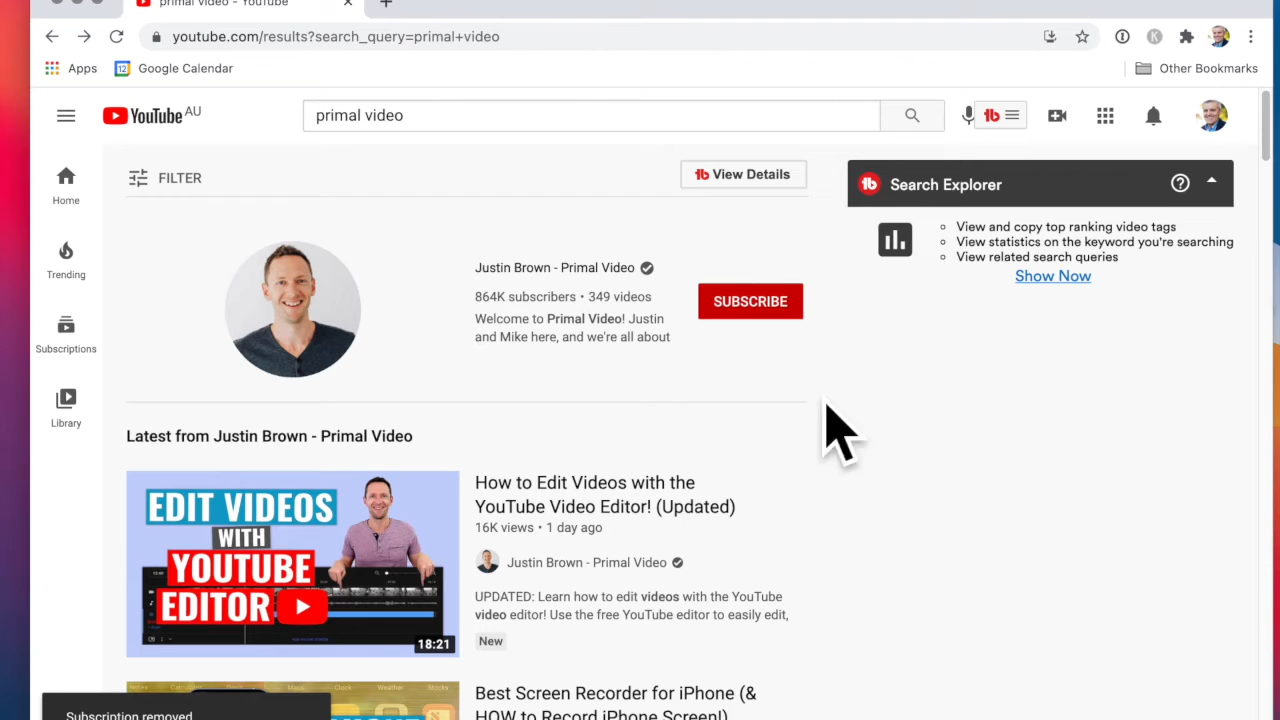 primal video - YouTube
youtube.com/results?search_query=primal+video
Apps
Google Calendar
Other Bookmarks
YouTube AU
primal video
tb
Home
Trending
Subscriptions
Library
FILTER
tb View Details
Justin Brown - Primal Video
864K subscribers • 349 videos
Welcome to Primal Video! Justin
and Mike here, and we're all about
SUBSCRIBE
tb Search Explorer
View and copy top ranking video tags
View statistics on the keyword you're searching
View related search queries
Show Now
Latest from Justin Brown - Primal Video
EDIT VIDEOS
WITH
YOUTUBE
EDITOR
18:21
How to Edit Videos with the
YouTube Video Editor! (Updated)
16K views • 1 day ago
Justin Brown - Primal Video
UPDATED: Learn how to edit videos with the YouTube
video editor! Use the free YouTube editor to easily edit,
New
Best Screen Recorder for iPhone (&
HOW to Record iPhone Screen!)
Subscription removed